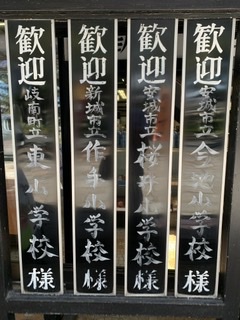 歓迎 安城市立 今池小学校 様
歓迎 安城市立 桜井小学校 様
歓迎 新城市立 作手小学校 様
歓迎 岐南町立 東小学校 様